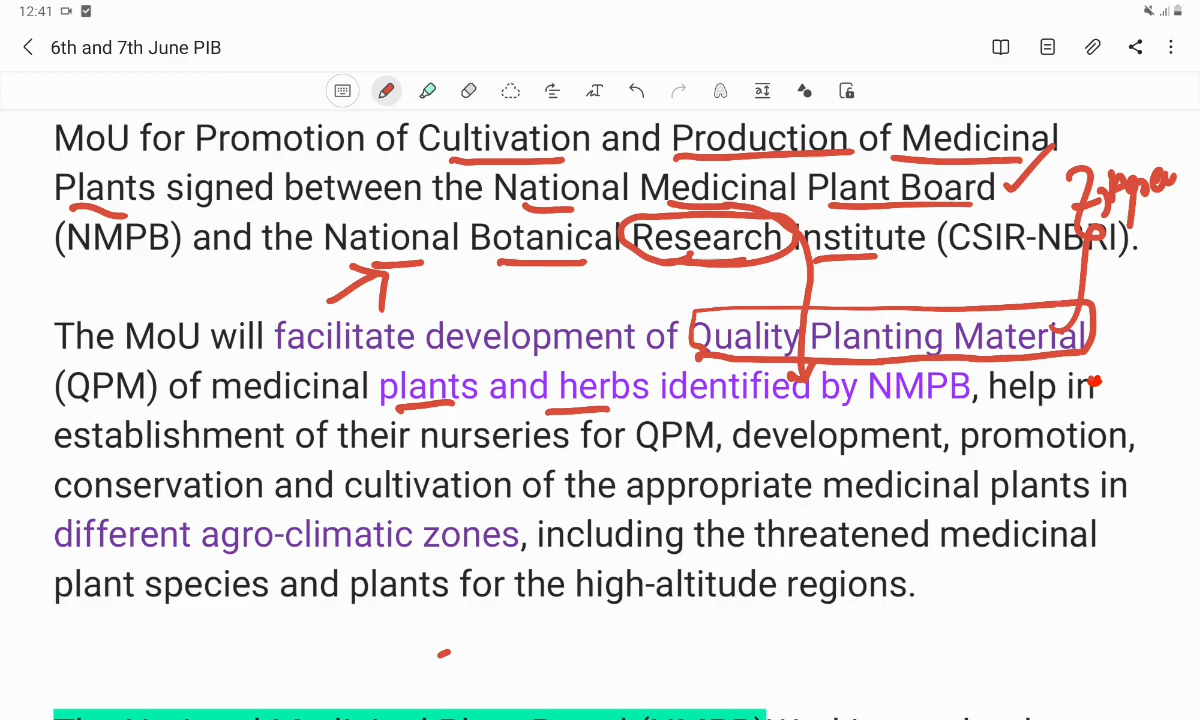 12:41
6th and 7th June PIB
MoU for Promotion of Cultivation and Production of Medicinal
Plants signed between the National Medicinal Plant Board
(NMPB) and the National Botanical Research Institute (CSIR-NBRI).
The MoU will facilitate development of Quality Planting Material
(QPM) of medicinal plants and herbs identified by NMPB, help in
establishment of their nurseries for QPM, development, promotion,
conservation and cultivation of the appropriate medicinal plants in
different agro-climatic zones, including the threatened medicinal
plant species and plants for the high-altitude regions.